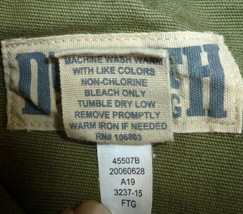 MACHINE WASH WARM
WITH LIKE COLORS
NON-CHLORINE
BLEACH ONLY
TUMBLE DRY LOW
REMOVE PROMPTLY
WARM IRON IF NEEDED
RN# 106803
45507B
20060628
A19
3237-15
FTG